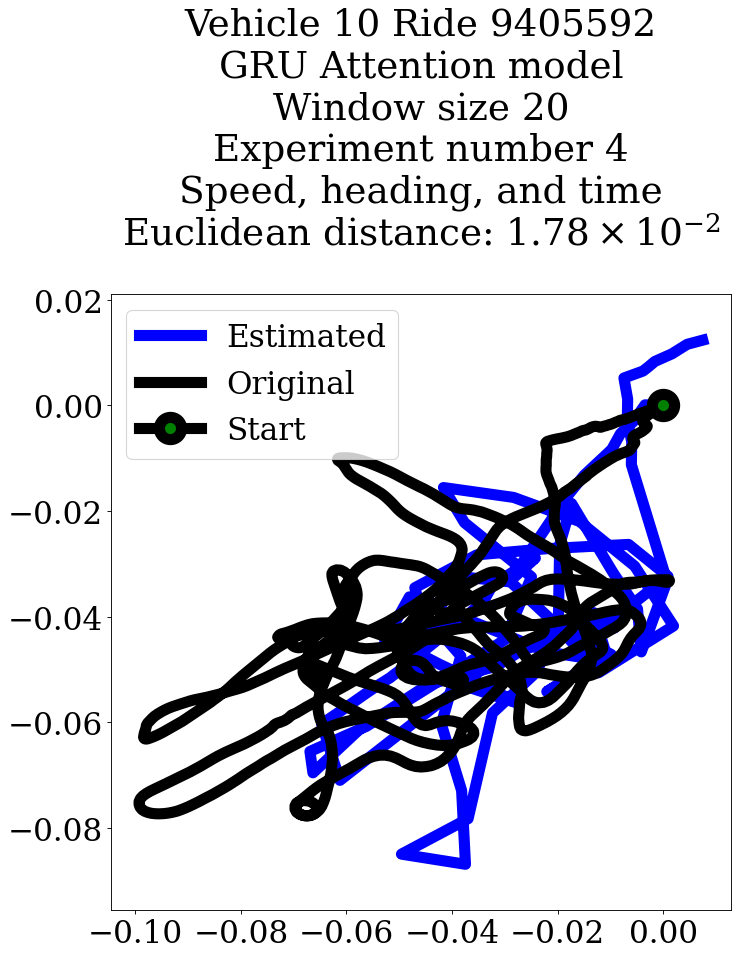 Vehicle 10 Ride 9405592
GRU Attention model
Window size 20
Experiment number 4
Speed, heading, and time
Euclidean distance: 1.78 × 10⁻²
Estimated
Original
Start
0.02
0.00
−0.02
−0.04
−0.06
−0.08
−0.10 −0.08 −0.06 −0.04 −0.02 0.00